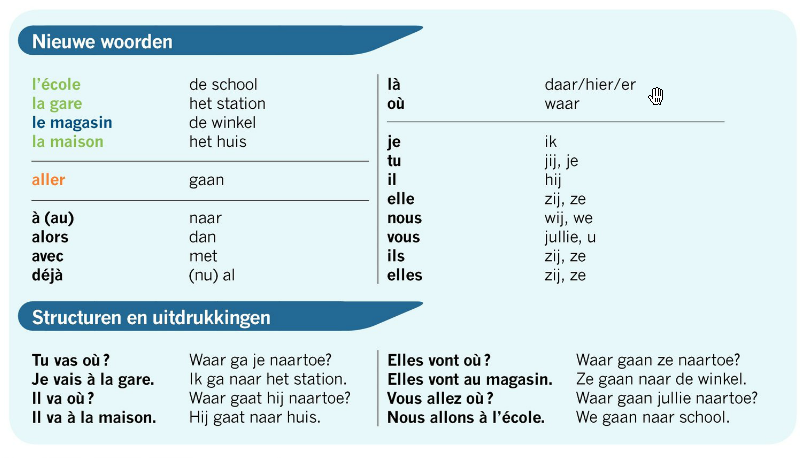 Nieuwe woorden
l'école de school
la gare het station
le magasin de winkel
la maison het huis
aller gaan
à (au) naar
alors dan
avec met
déjà (nu) al
là daar/hier/er
où waar
je ik
tu jij, je
il hij
elle zij, ze
nous wij, we
vous jullie, u
ils zij, ze
elles zij, ze
Structuren en uitdrukkingen
Tu vas où ? Waar ga je naartoe?
Je vais à la gare. Ik ga naar het station.
Il va où ? Waar gaat hij naartoe?
Il va à la maison. Hij gaat naar huis.
Elles vont où ? Waar gaan ze naartoe?
Elles vont au magasin. Ze gaan naar de winkel.
Vous allez où ? Waar gaan jullie naartoe?
Nous allons à l'école. We gaan naar school.